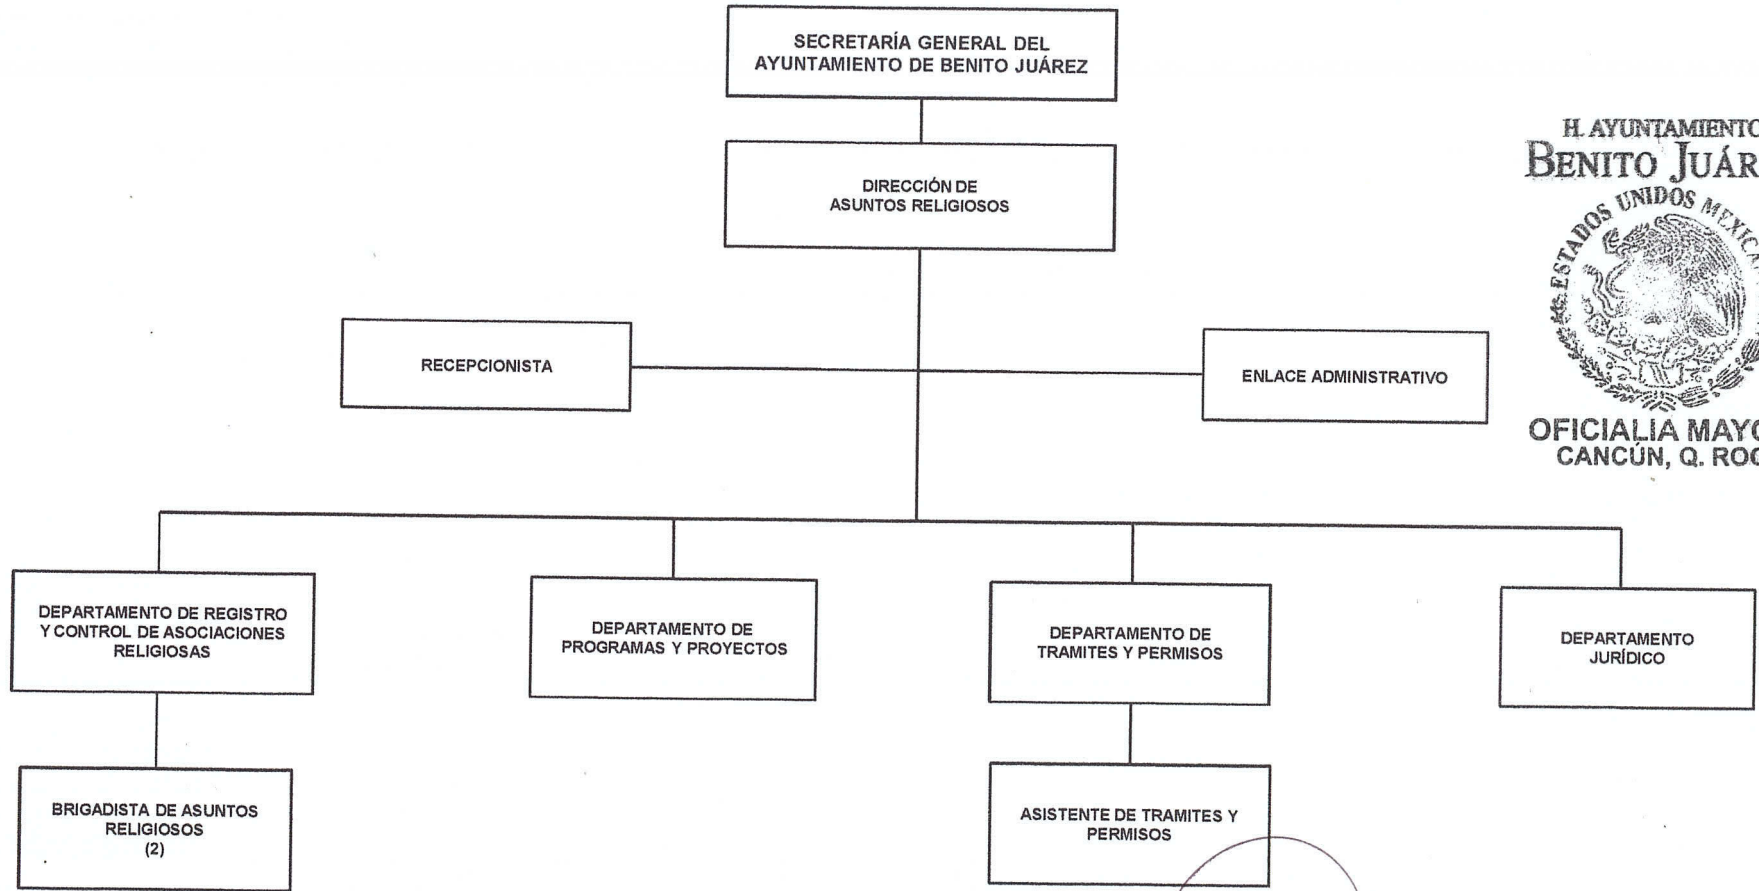 SECRETARÍA GENERAL DEL
AYUNTAMIENTO DE BENITO JUÁREZ
DIRECCIÓN DE
ASUNTOS RELIGIOSOS
H. AYUNTAMIENTO
BENITO JUÁR
ESTADOS UNIDOS MEXICAN
OFICIALIA MAYO
CANCÚN, Q. ROO
RECEPCIONISTA
ENLACE ADMINISTRATIVO
DEPARTAMENTO DE REGISTRO
Y CONTROL DE ASOCIACIONES
RELIGIOSAS
DEPARTAMENTO DE
PROGRAMAS Y PROYECTOS
DEPARTAMENTO DE
TRAMITES Y PERMISOS
DEPARTAMENTO
JURÍDICO
BRIGADISTA DE ASUNTOS
RELIGIOSOS
(2)
ASISTENTE DE TRAMITES Y
PERMISOS